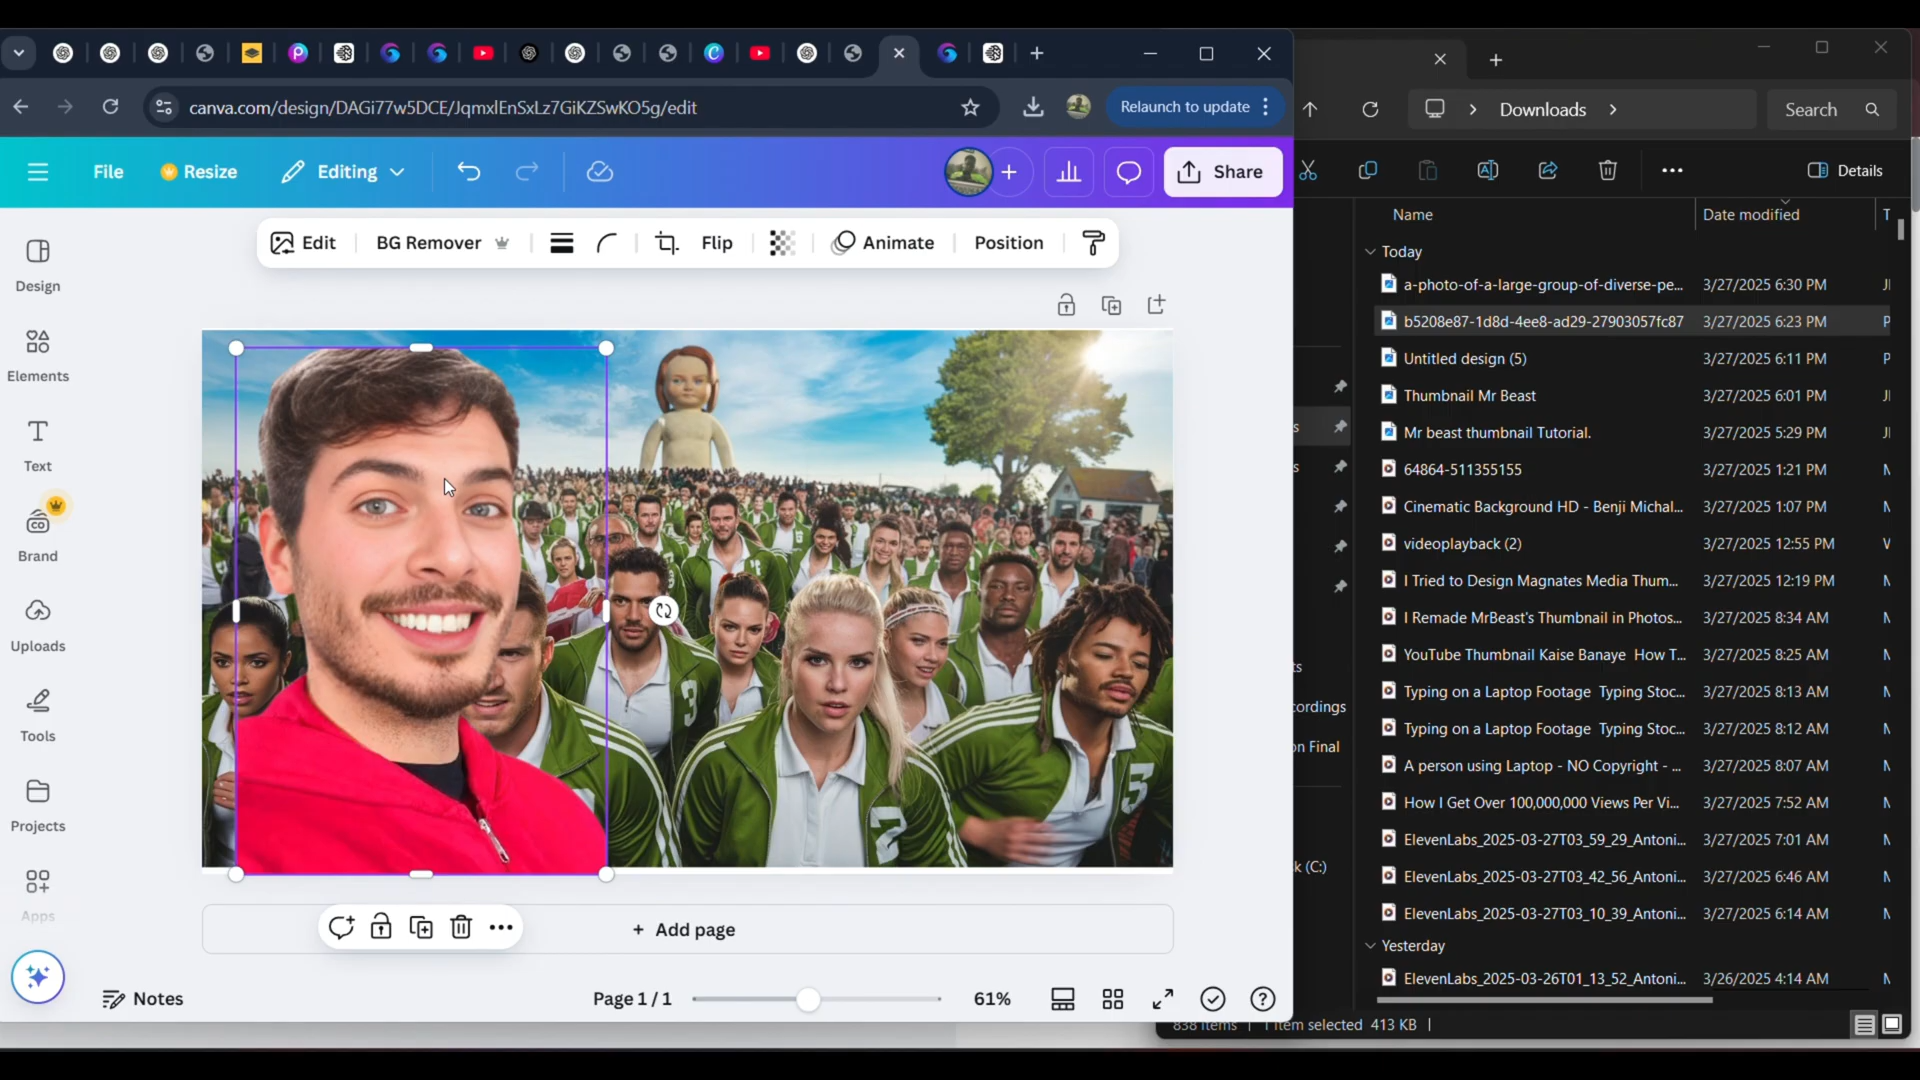 canva.com/design/DAGi77w5DCE/JqmxlEnSxLz7GiKZSwKO5g/edit
Relaunch to update
File
Resize
Editing
Share
Edit
BG Remover
Flip
Animate
Position
Design
Elements
Text
Brand
Uploads
Tools
Projects
Apps
3
2
5
+ Add page
Notes
Page 1 / 1
61%
Downloads
Search
Details
Name
Date modified
T
Today
a-photo-of-a-large-group-of-diverse-pe... 3/27/2025 6:30 PM
b5208e87-1d8d-4ee8-ad29-27903057fc87 3/27/2025 6:23 PM P
Untitled design (5) 3/27/2025 6:11 PM P
Thumbnail Mr Beast 3/27/2025 6:01 PM
Mr beast thumbnail Tutorial. 3/27/2025 5:29 PM
64864-511355155 3/27/2025 1:21 PM
Cinematic Background HD - Benji Michal... 3/27/2025 1:07 PM
videoplayback (2) 3/27/2025 12:55 PM
I Tried to Design Magnates Media Thum... 3/27/2025 12:19 PM
I Remade MrBeast's Thumbnail in Photos... 3/27/2025 8:34 AM
YouTube Thumbnail Kaise Banaye How T... 3/27/2025 8:25 AM
Typing on a Laptop Footage Typing Stoc... 3/27/2025 8:13 AM
Typing on a Laptop Footage Typing Stoc... 3/27/2025 8:12 AM
A person using Laptop - NO Copyright - ... 3/27/2025 8:07 AM
How I Get Over 100,000,000 Views Per Vi... 3/27/2025 7:52 AM
ElevenLabs_2025-03-27T03_59_29_Antoni... 3/27/2025 7:01 AM
ElevenLabs_2025-03-27T03_42_56_Antoni... 3/27/2025 6:46 AM
ElevenLabs_2025-03-27T03_10_39_Antoni... 3/27/2025 6:14 AM
Yesterday
ElevenLabs_2025-03-26T01_13_52_Antoni... 3/26/2025 4:14 AM
cordings
on Final
k (C:)
838 items
1 item selected 413 KB